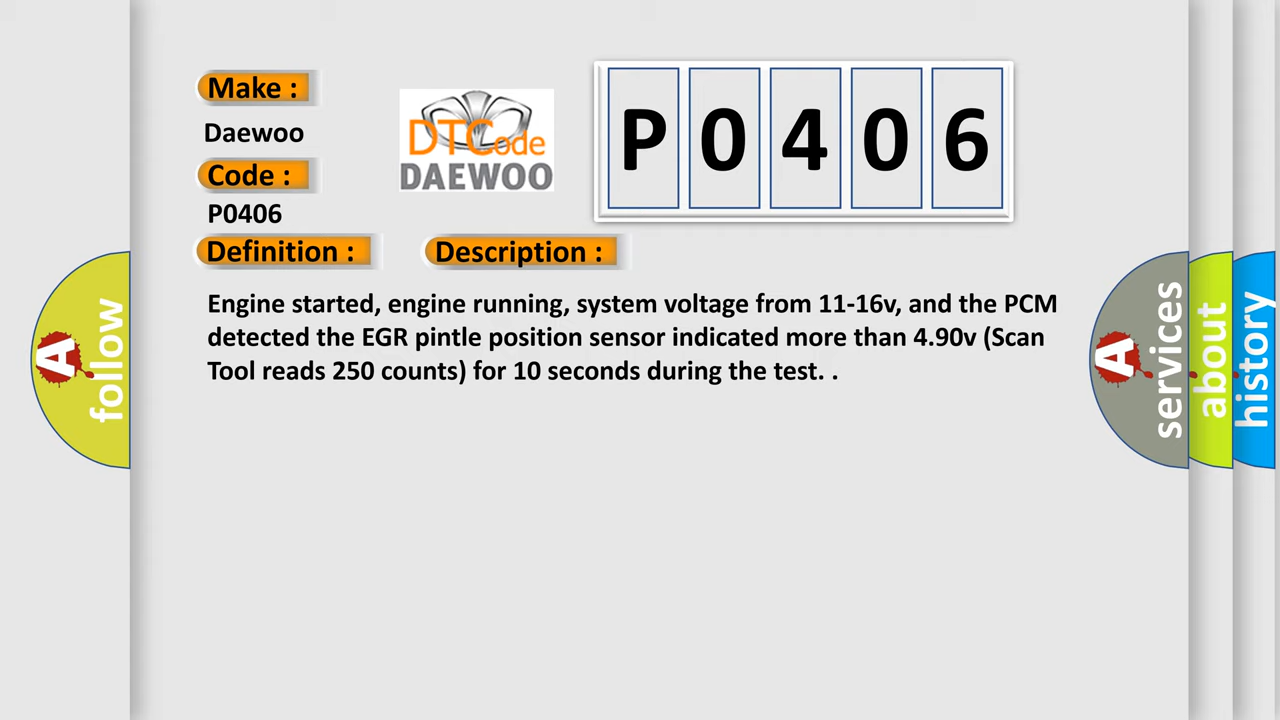 Make :
Daewoo
Code :
P0406
DTCode
DAEWOO
P0406
Definition :
Description :
Engine started, engine running, system voltage from 11-16v, and the PCM
detected the EGR pintle position sensor indicated more than 4.90v (Scan
Tool reads 250 counts) for 10 seconds during the test. .
A
follow
A
services
about
history